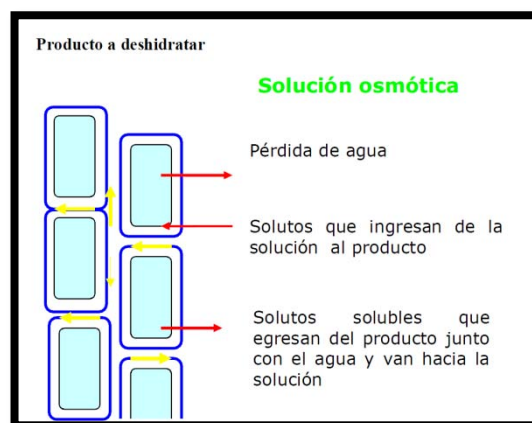 Producto a deshidratar
Solución osmótica
Pérdida de agua
Solutos que ingresan de la
solución al producto
Solutos solubles que
egresan del producto junto
con el agua y van hacia la
solución